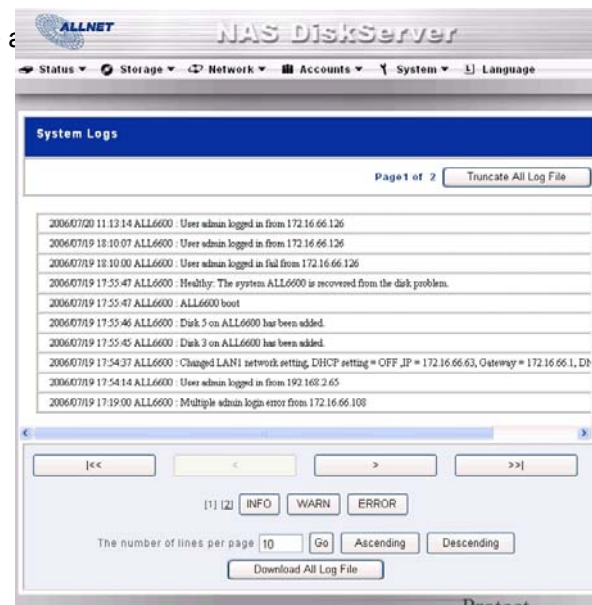 a
ALLNET
NAS DiskServer
Status Storage Network Accounts System Language
System Logs
Page1 of 2 Truncate All Log File
2006/07/20 11:13:14 ALL6600 : User admin logged in from 172.16.66.126
2006/07/19 18:10:07 ALL6600 : User admin logged in from 172.16.66.126
2006/07/19 18:10:00 ALL6600 : User admin logged in fail from 172.16.66.126
2006/07/19 17:55:47 ALL6600 : Healthy: The system ALL6600 is recovered from the disk problem.
2006/07/19 17:55:47 ALL6600 : ALL6600 boot
2006/07/19 17:55:46 ALL6600 : Disk 5 on ALL6600 has been added.
2006/07/19 17:55:45 ALL6600 : Disk 3 on ALL6600 has been added.
2006/07/19 17:54:37 ALL6600 : Changed LAN1 network setting, DHCP setting = OFF ,IP = 172.16.66.63, Gateway = 172.16.66.1, DN
2006/07/19 17:54:14 ALL6600 : User admin logged in from 192.168.2.65
2006/07/19 17:19:00 ALL6600 : Multiple admin login error from 172.16.66.108
|<< < > >>|
[1] [2] INFO WARN ERROR
The number of lines per page 10 Go Ascending Descending
Download All Log File